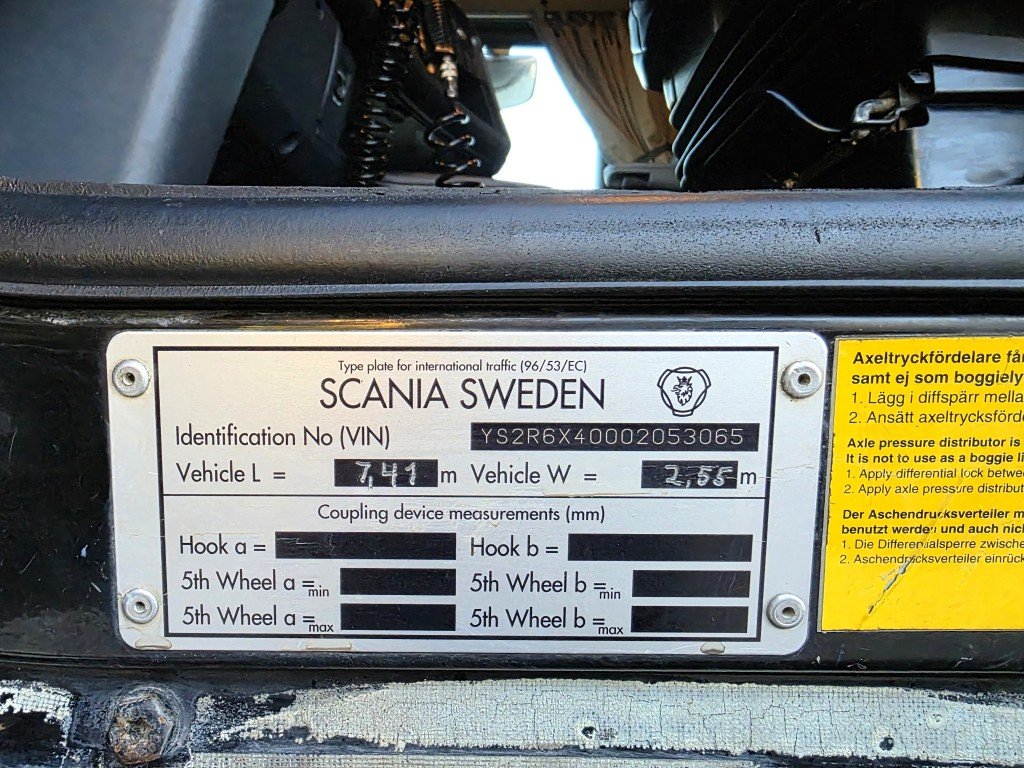 Type plate for international traffic (96/53/EC)
SCANIA SWEDEN
Identification No (VIN) YS2R6X40002053065
Vehicle L = 7,41 m Vehicle W = 2,55 m
Coupling device measurements (mm)
Hook a = Hook b =
5th Wheel a = min 5th Wheel b = min
5th Wheel a = max 5th Wheel b = max
Axeltryckfördelare får
samt ej som boggiely
1. Lägg i diffspärr mella
2. Ansätt axeltrycksförde
Axle pressure distributor is
It is not to use as a boggie li
1. Apply differential lock betwe
2. Apply axle pressure distribut
Der Aschendrucksverteiler m
benutzt werden und auch nich
1. Die Differentialsperre zwische
2. Aschendrucksverteiler einrück